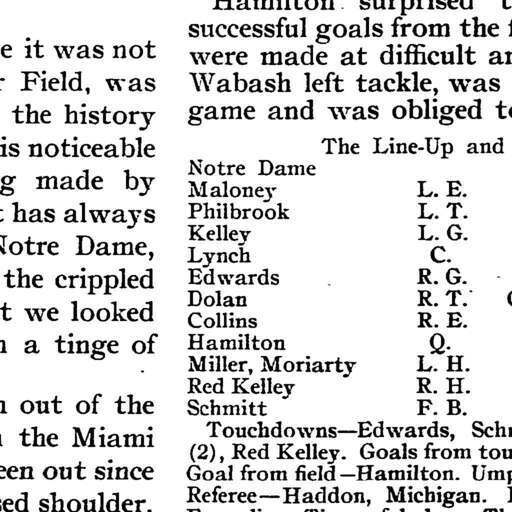 e it was not
Field, was
the history
is noticeable
g made by
has always
Notre Dame,
the crippled
t we looked
a tinge of
out of the
the Miami
een out since
sed shoulder.
Hamilton surprised
successful goals from the
were made at difficult
Wabash left tackle, was
game and was obliged to
The Line-Up and
Notre Dame
Maloney L. E.
Philbrook L. T.
Kelley L. G.
Lynch C.
Edwards R. G.
Dolan R. T.
Collins R. E.
Hamilton Q.
Miller, Moriarty L. H.
Red Kelley R. H.
Schmitt F. B.
Touchdowns—Edwards, Sch
(2), Red Kelley. Goals from tou
Goal from field—Hamilton. Ump
Referee—Haddon, Michigan.